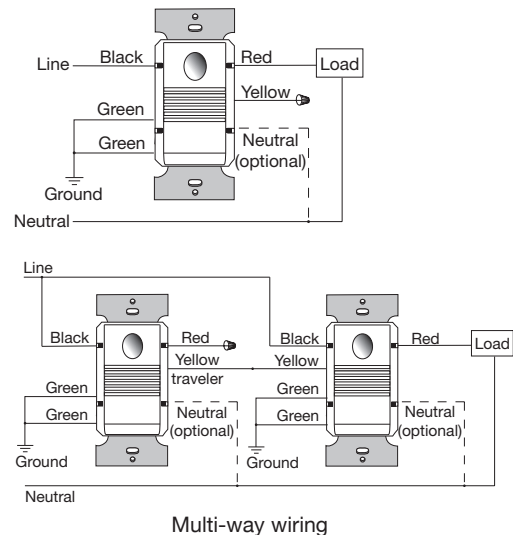 Line
Black
Red
Load
Yellow
Green
Green
Neutral
(optional)
Ground
Neutral
Line
Black
Red
Black
Red
Load
Yellow
traveler
Yellow
Green
Green
Neutral
(optional)
Green
Green
Neutral
(optional)
Ground
Ground
Neutral
Multi-way wiring